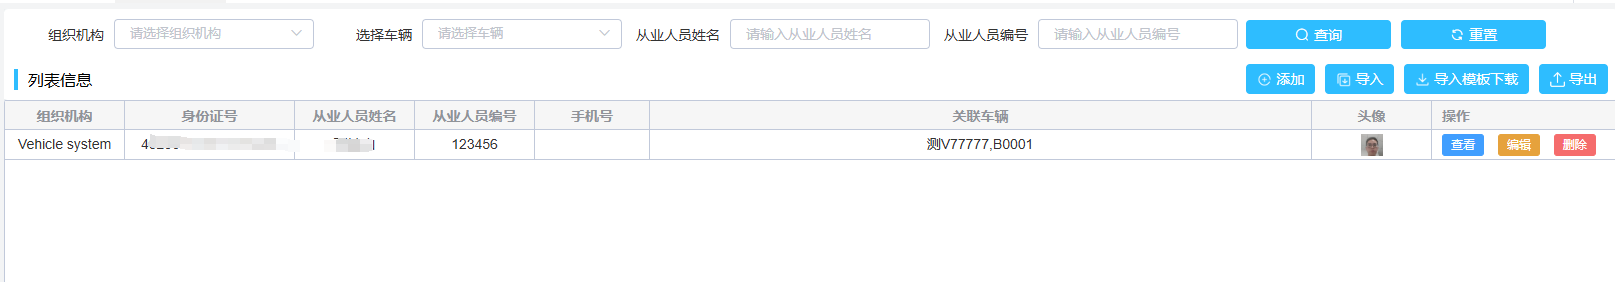 组织机构 请选择组织机构 选择车辆 请选择车辆 从业人员姓名 请输入从业人员姓名 从业人员编号 请输入从业人员编号 查询 重置
列表信息 添加 导入 导入模板下载 导出
组织机构 身份证号 从业人员姓名 从业人员编号 手机号 关联车辆 头像 操作
Vehicle system 123456 测V77777,B0001 查看 编辑 删除